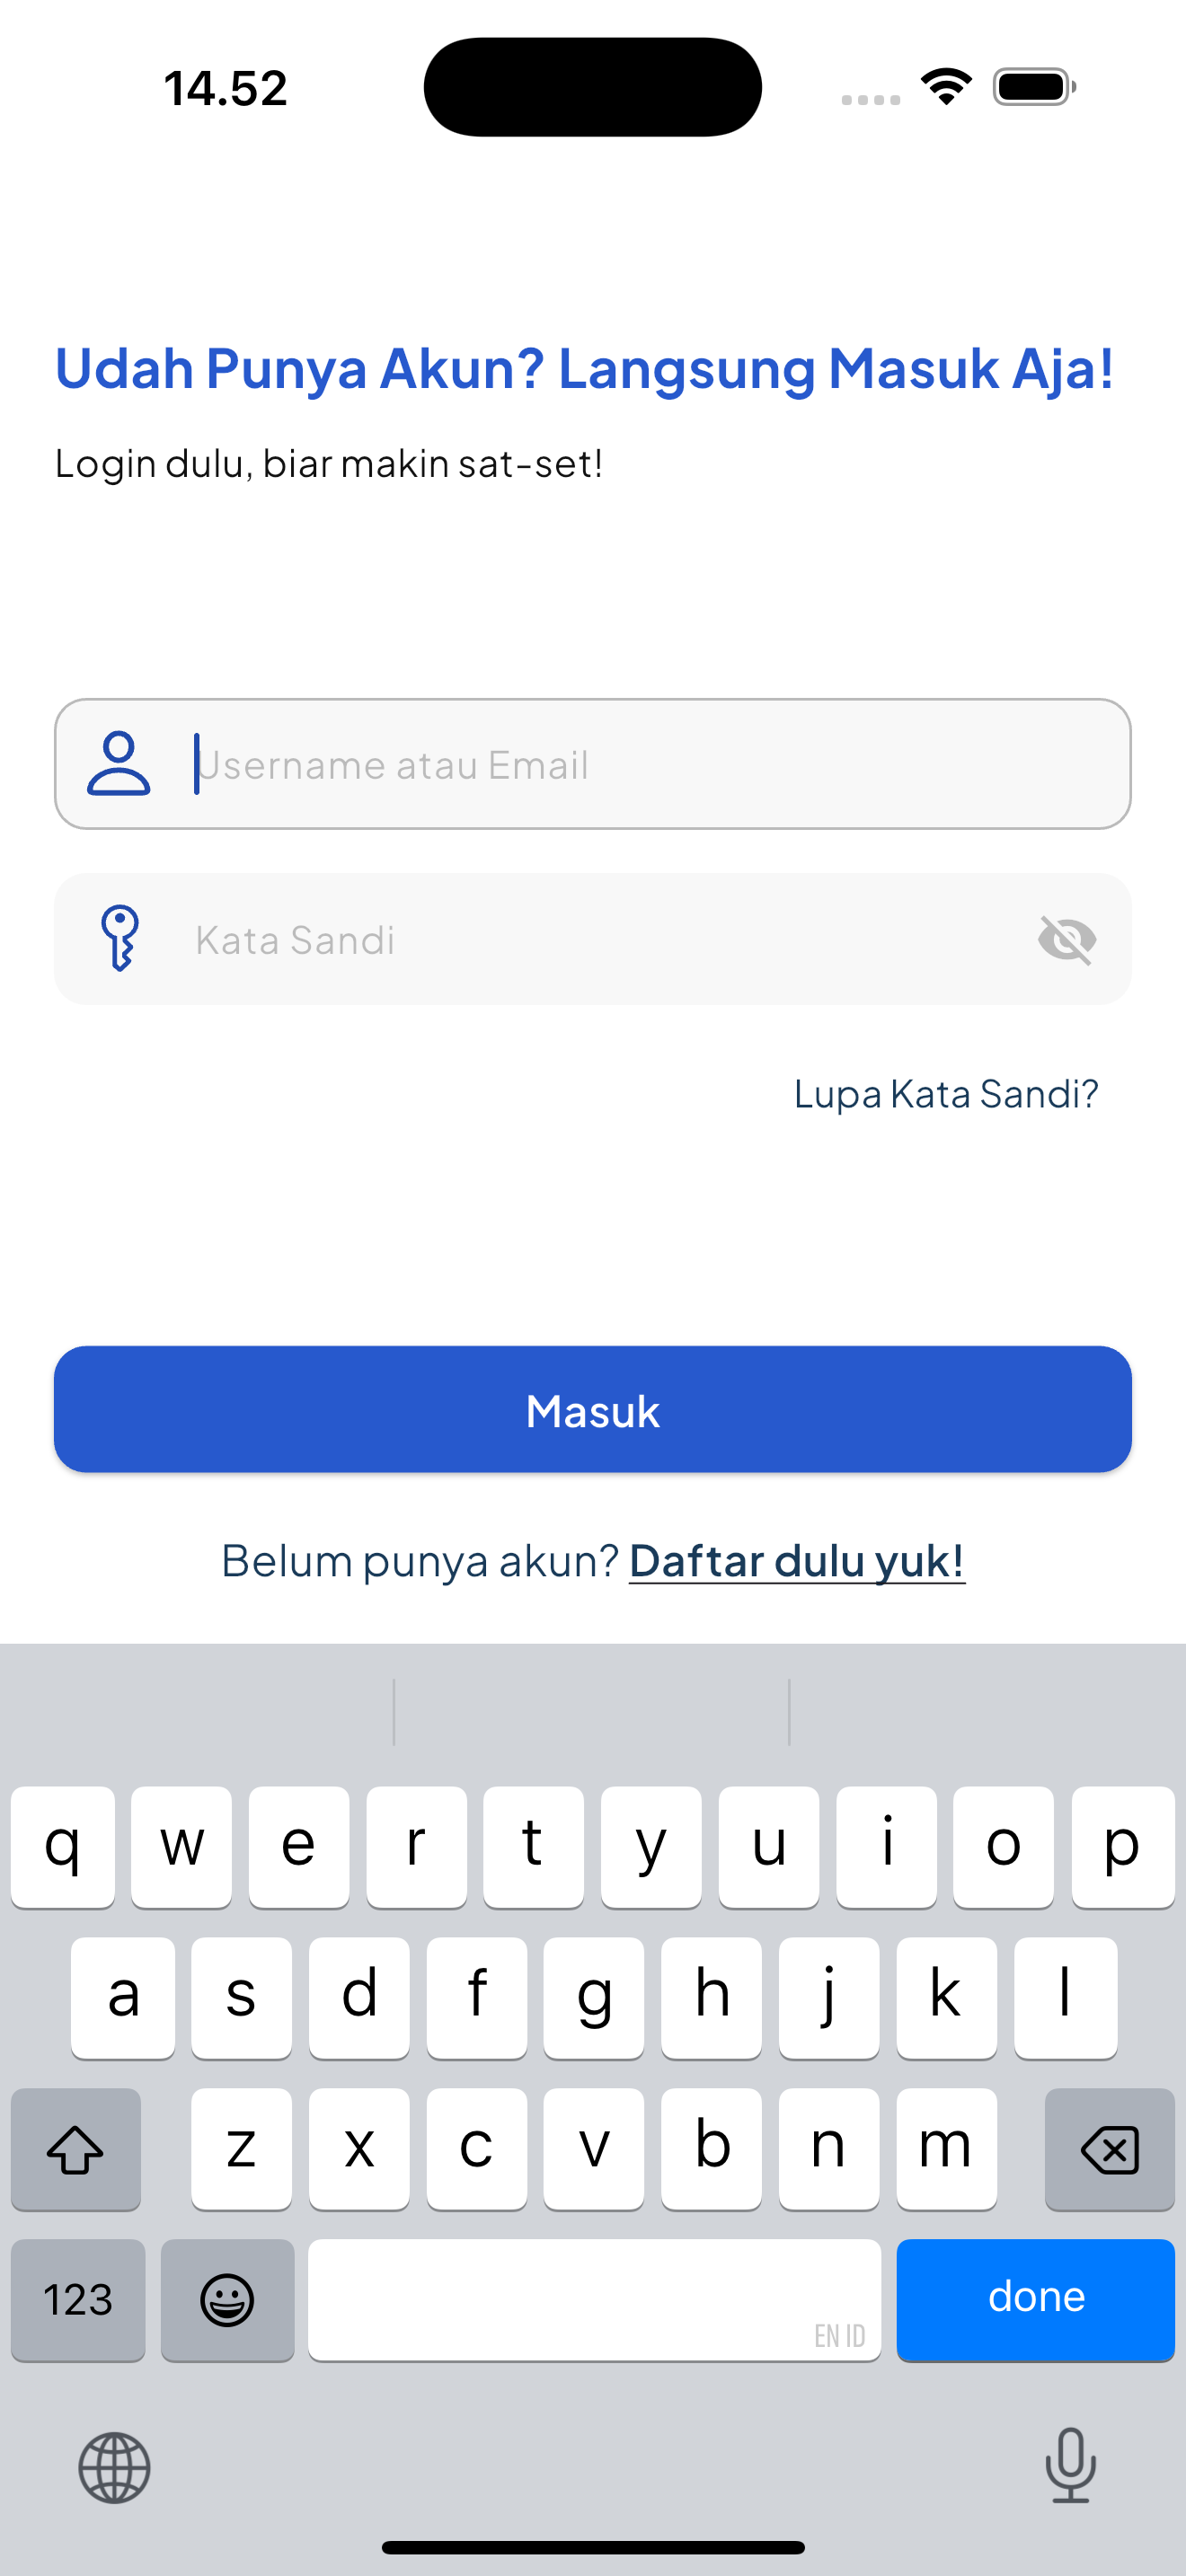 14.52
Udah Punya Akun? Langsung Masuk Aja!
Login dulu, biar makin sat-set!
Username atau Email
Kata Sandi
Lupa Kata Sandi?
Masuk
Belum punya akun? Daftar dulu yuk!
q w e r t y u i o p
a s d f g h j k l
z x c v b n m
123 EN ID done